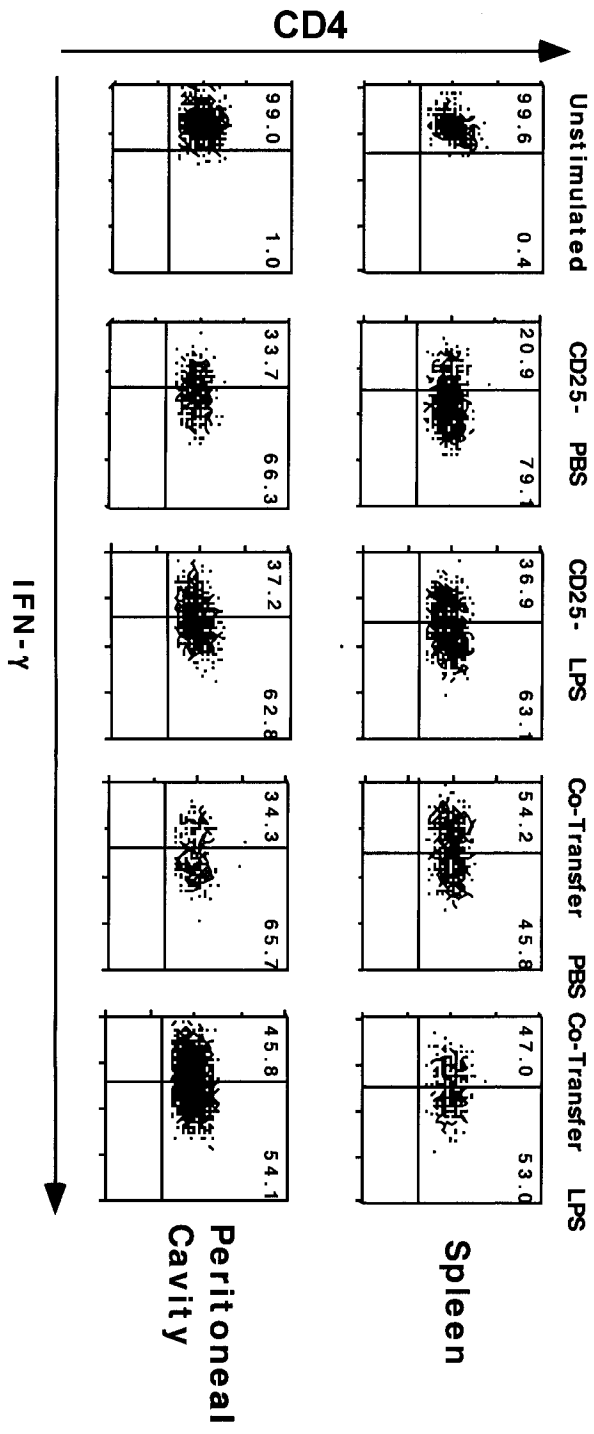 CD4
Unstimulated
CD25- PBS
CD25- LPS
Co-Transfer PBS
Co-Transfer LPS
99.6 0.4
20.9 79.1
36.9 63.1
54.2 45.8
47.0 53.0
Spleen
99.0 1.0
33.7 66.3
37.2 62.8
34.3 65.7
45.8 54.1
Peritoneal
Cavity
IFN-γ